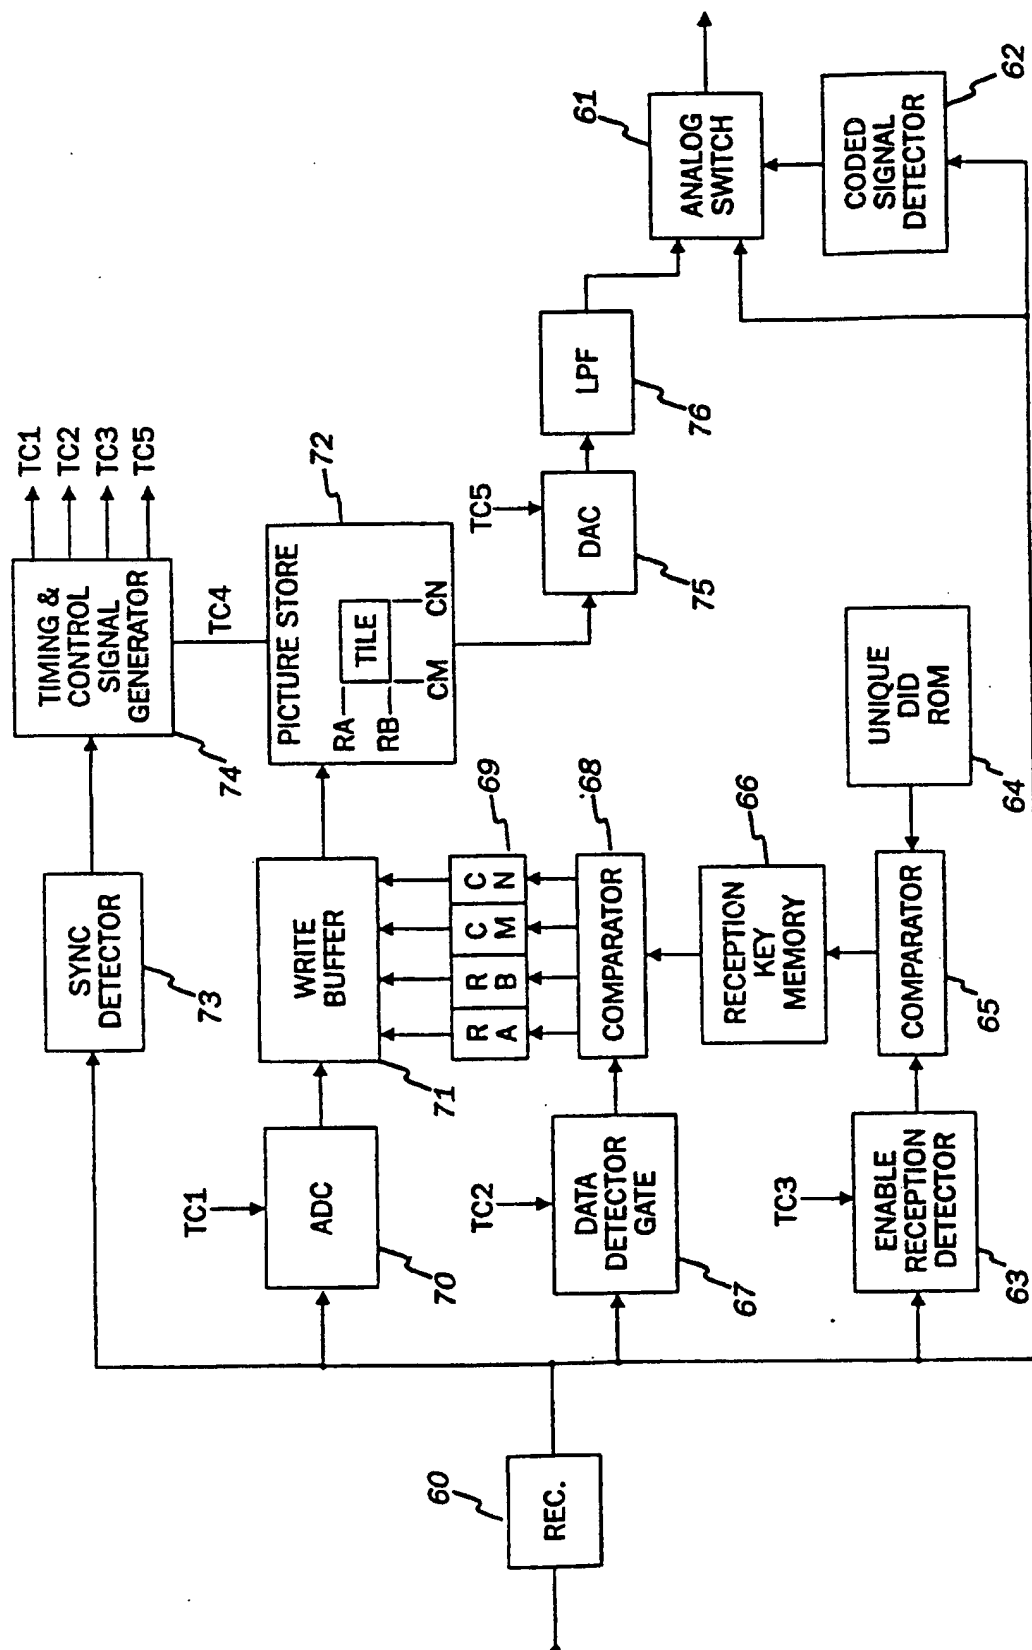 60
REC.
SYNC
DETECTOR
73
TIMING &
CONTROL
SIGNAL
GENERATOR
74
TC1
TC2
TC3
TC5
TC4
TC1
ADC
70
WRITE
BUFFER
71
PICTURE STORE
72
RA
RB
TILE
CM
CN
R
A
R
B
C
M
C
N
69
TC2
DATA
DETECTOR
GATE
67
COMPARATOR
68
RECEPTION
KEY
MEMORY
66
TC3
ENABLE
RECEPTION
DETECTOR
63
COMPARATOR
65
UNIQUE
DID
ROM
64
TC5
DAC
75
LPF
76
61
ANALOG
SWITCH
CODED
SIGNAL
DETECTOR
62